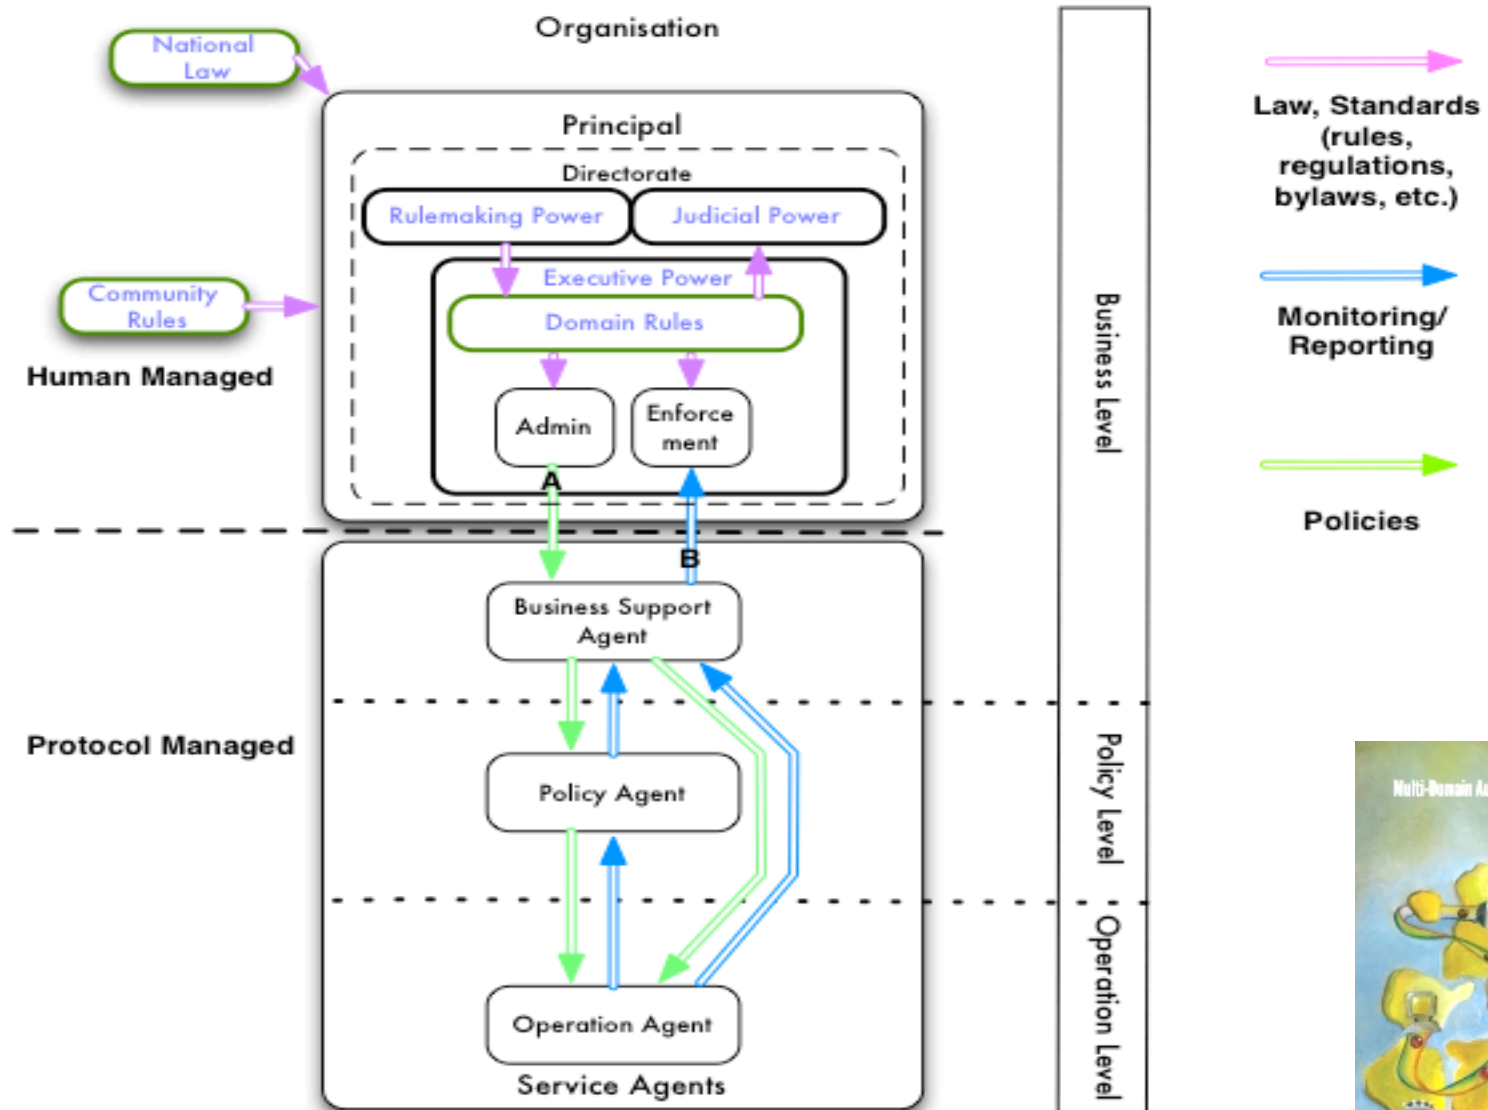 Organisation
National
Law
Principal
Directorate
Rulemaking Power
Judicial Power
Executive Power
Community
Rules
Domain Rules
Human Managed
Admin
Enforce
ment
A
B
Business Support
Agent
Protocol Managed
Policy Agent
Operation Agent
Service Agents
Business Level
Policy Level
Operation Level
Law, Standards
(rules,
regulations,
bylaws, etc.)
Monitoring/
Reporting
Policies
Multi-Domain